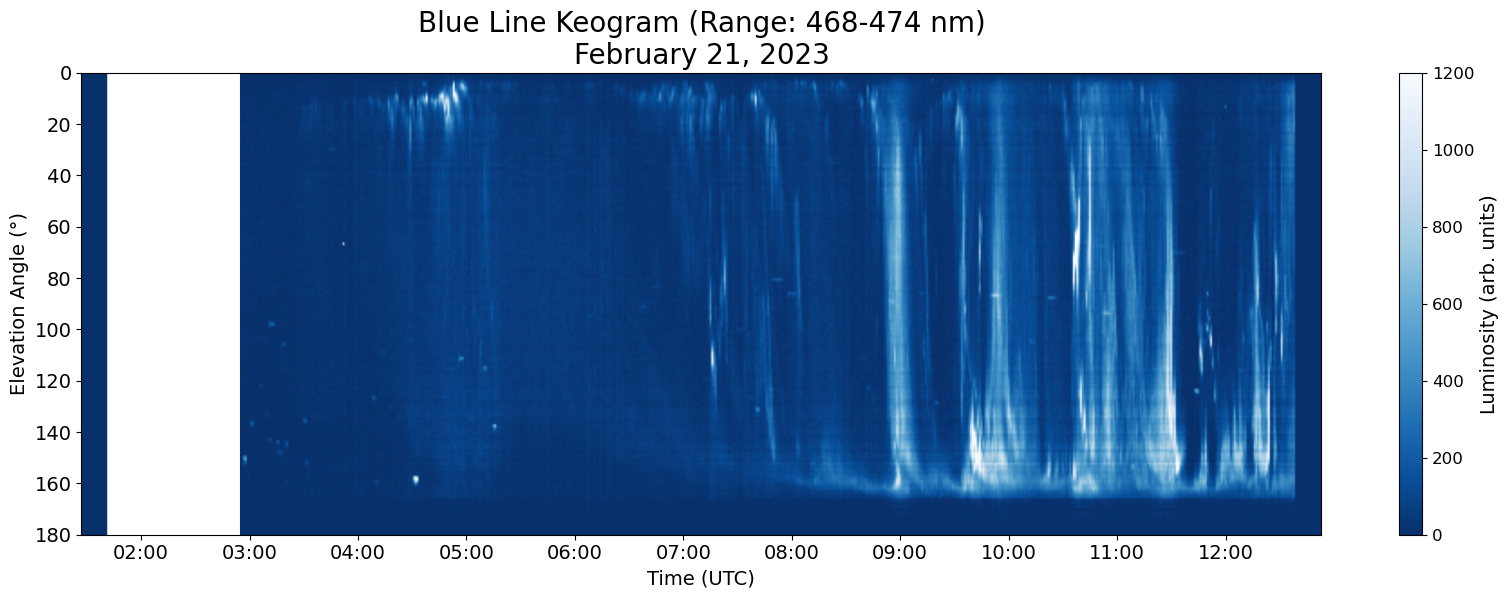 Blue Line Keogram (Range: 468-474 nm)
February 21, 2023
0
20
40
60
80
100
120
140
160
180
Elevation Angle (°)
02:00 03:00 04:00 05:00 06:00 07:00 08:00 09:00 10:00 11:00 12:00
Time (UTC)
1200
1000
800
600
400
200
0
Luminosity (arb. units)